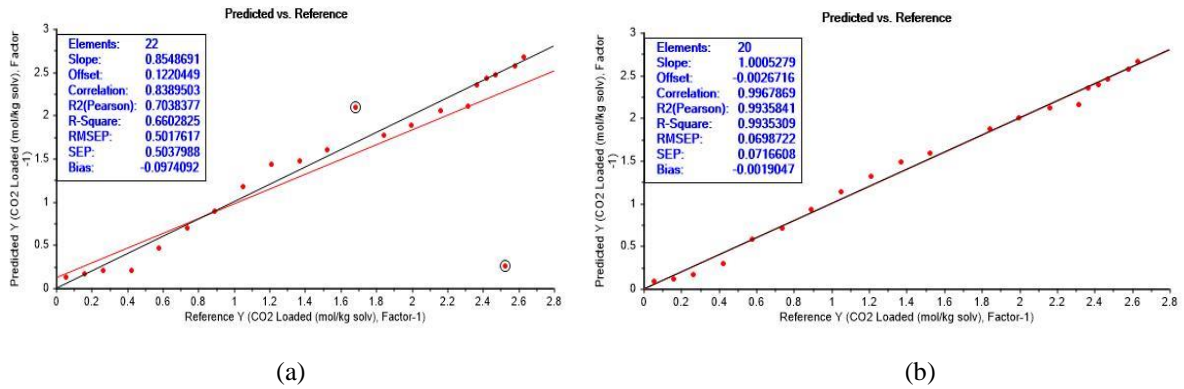 Predicted vs. Reference
Elements: 22
Slope: 0.8548691
Offset: 0.1220449
Correlation: 0.8389503
R2(Pearson): 0.7038377
R-Square: 0.6602825
RMSEP: 0.5017617
SEP: 0.5037988
Bias: -0.0974092
Predicted Y (CO2 Loaded (mol/kg solv), Factor
-1)
3
2.5
2
1.5
1
0.5
0
0 0.2 0.4 0.6 0.8 1 1.2 1.4 1.6 1.8 2 2.2 2.4 2.6 2.8
Reference Y (CO2 Loaded (mol/kg solv), Factor-1)
(a)
Predicted vs. Reference
Elements: 20
Slope: 1.0005279
Offset: -0.0026716
Correlation: 0.9967869
R2(Pearson): 0.9935841
R-Square: 0.9935309
RMSEP: 0.0698722
SEP: 0.0716608
Bias: -0.0019047
Predicted Y (CO2 Loaded (mol/kg solv), Factor
-1)
3
2.5
2
1.5
1
0.5
0
0 0.2 0.4 0.6 0.8 1 1.2 1.4 1.6 1.8 2 2.2 2.4 2.6 2.8
Reference Y (CO2 Loaded (mol/kg solv), Factor-1)
(b)